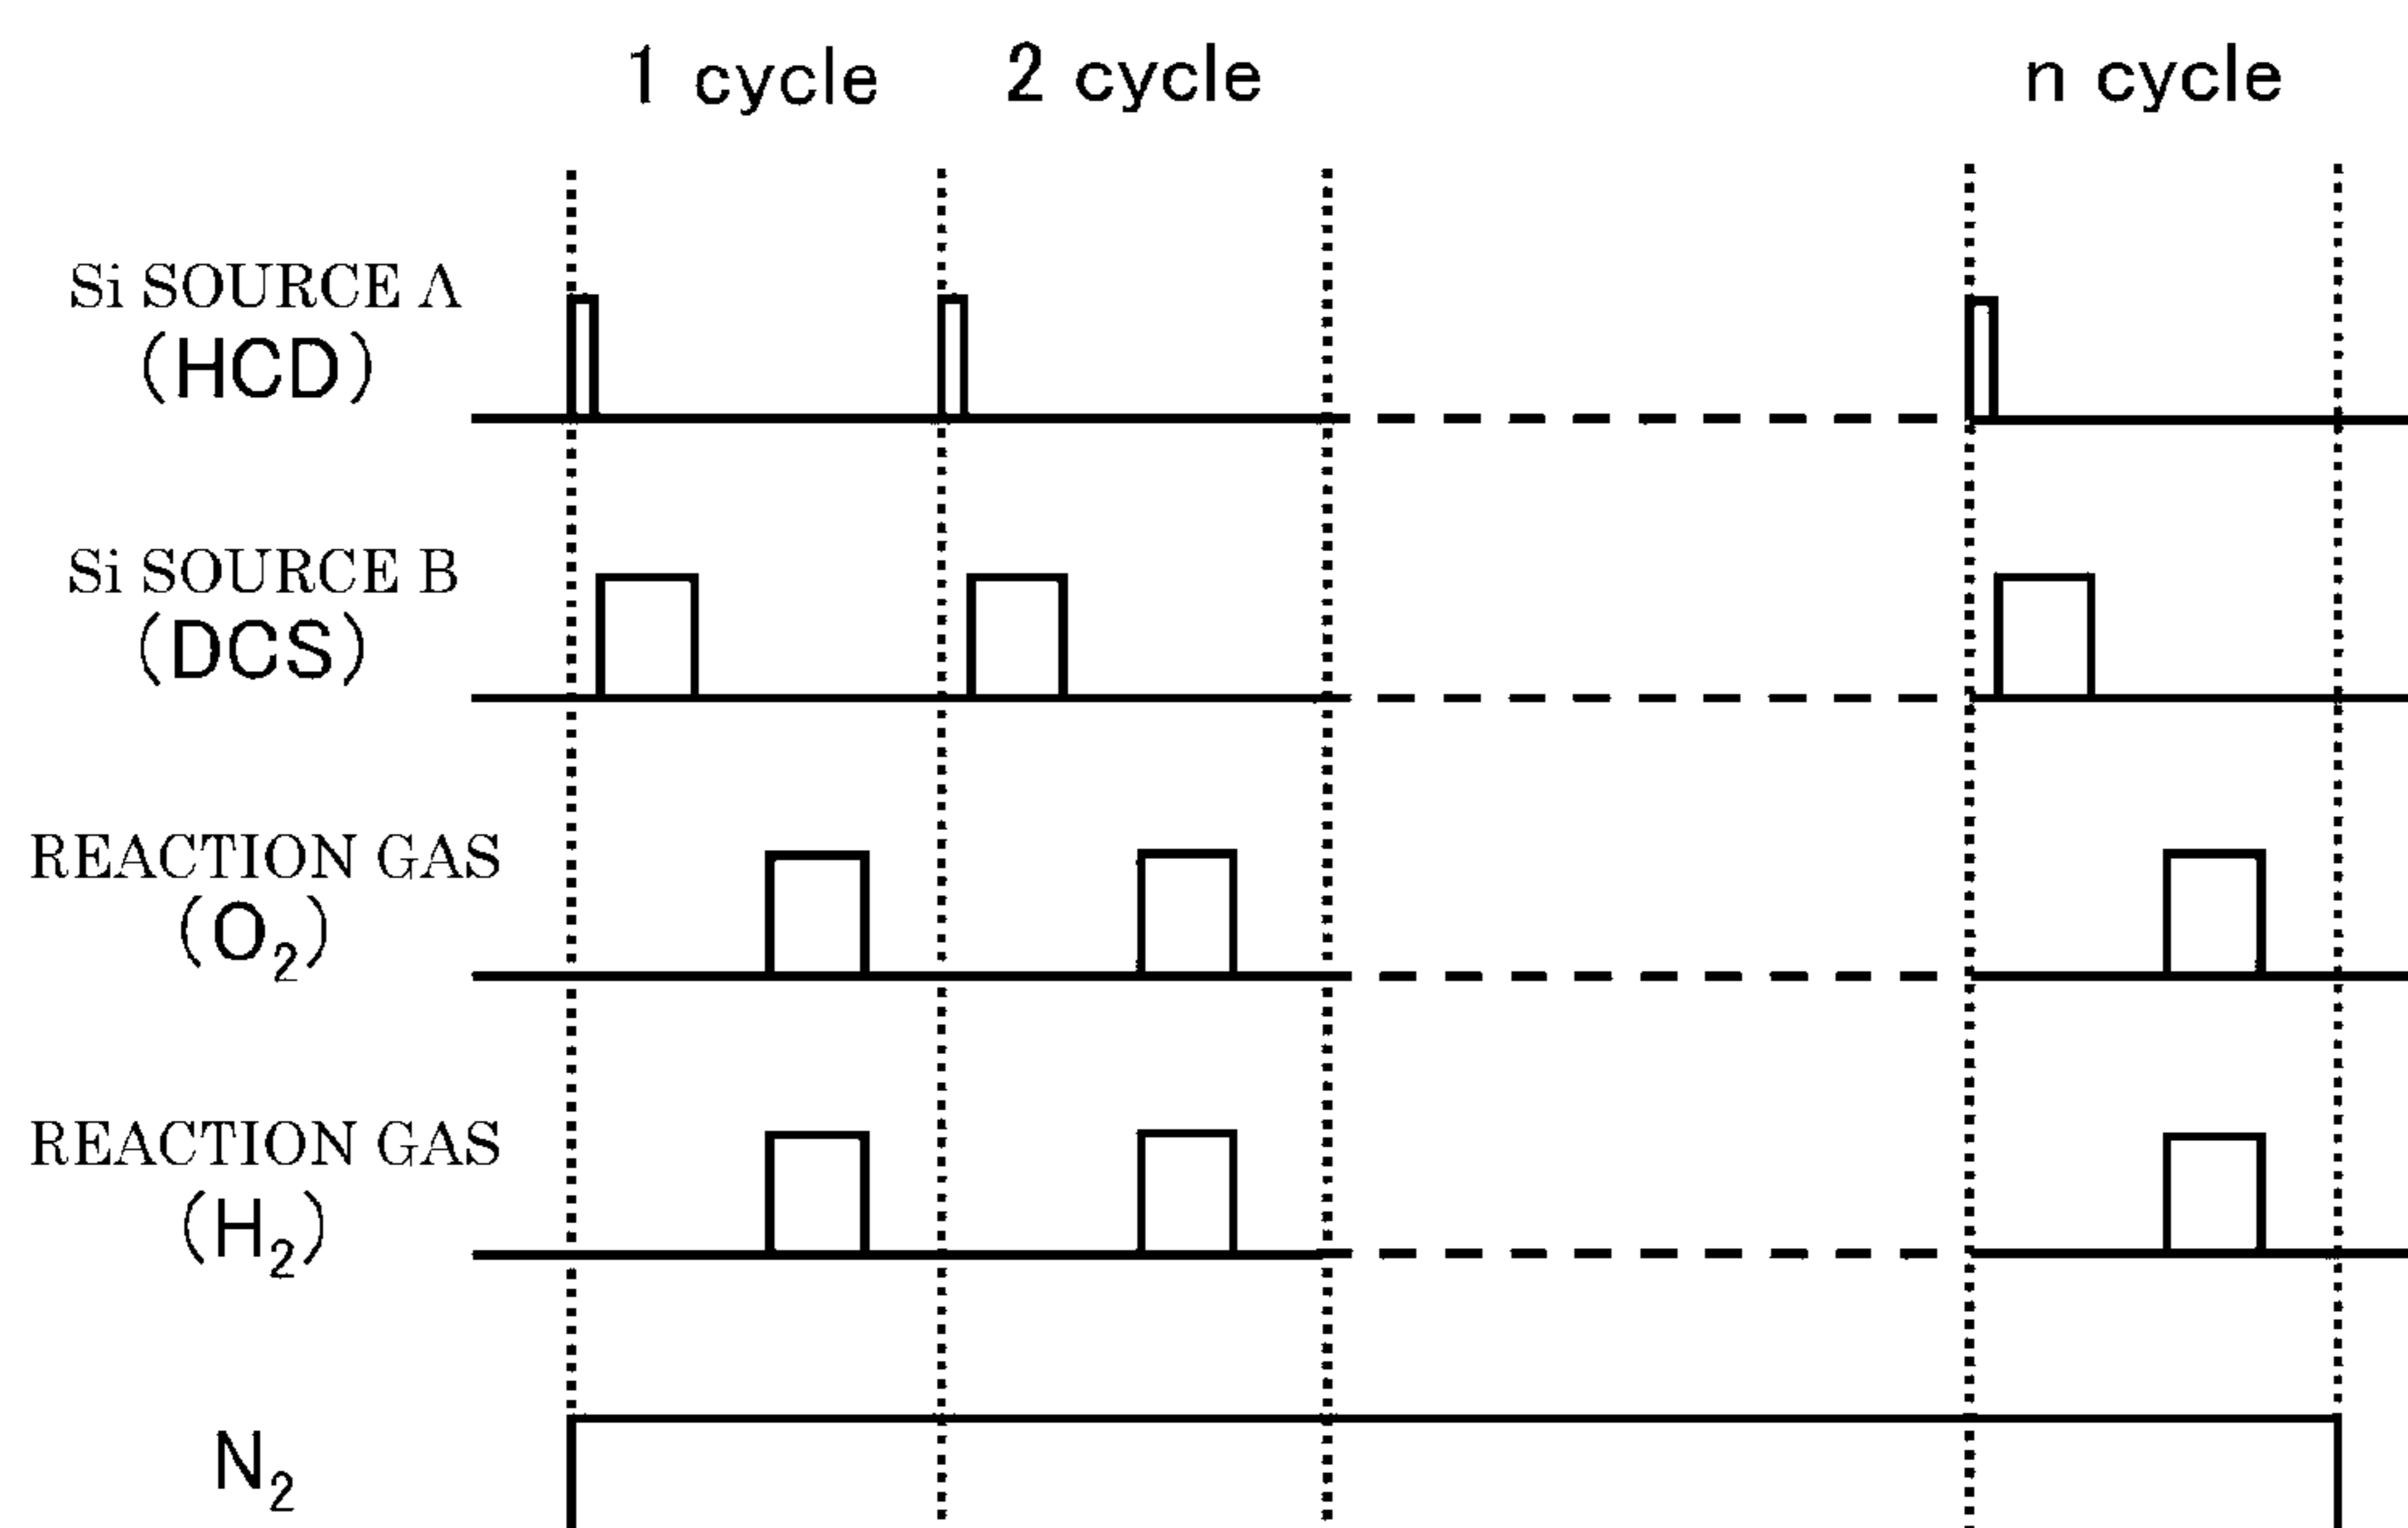 1 cycle 2 cycle n cycle
Si SOURCE A
(HCD)
Si SOURCE B
(DCS)
REACTION GAS
(O₂)
REACTION GAS
(H₂)
N₂